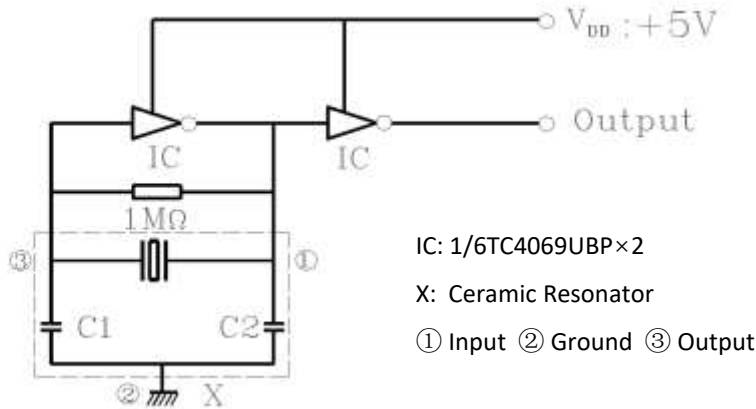 V_DD : +5V
Output
IC IC
1MΩ
③ ①
C1 C2
② X
IC: 1/6TC4069UBP×2
X: Ceramic Resonator
① Input ② Ground ③ Output